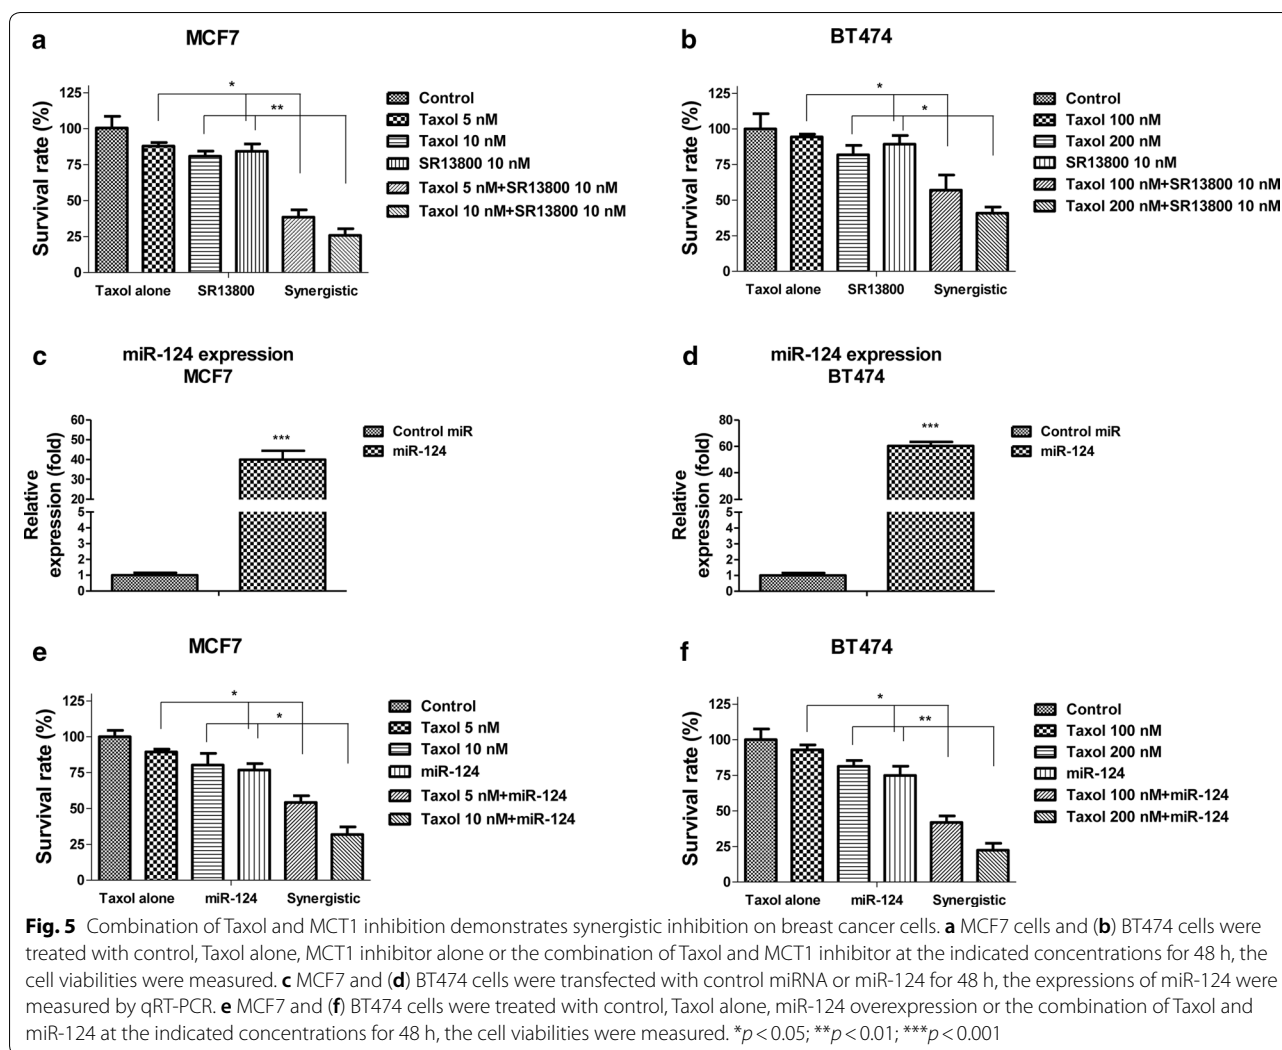 a
MCF7
*
**
Survival rate (%)
125
100
75
50
25
0
Taxol alone SR13800 Synergistic
Control
Taxol 5 nM
Taxol 10 nM
SR13800 10 nM
Taxol 5 nM+SR13800 10 nM
Taxol 10 nM+SR13800 10 nM
b
BT474
*
*
Survival rate (%)
125
100
75
50
25
0
Taxol alone SR13800 Synergistic
Control
Taxol 100 nM
Taxol 200 nM
SR13800 10 nM
Taxol 100 nM+SR13800 10 nM
Taxol 200 nM+SR13800 10 nM
c
miR-124 expression
MCF7
***
Relative
expression (fold)
60
50
40
30
20
5
4
3
2
1
0
Control miR
miR-124
d
miR-124 expression
BT474
***
Relative
expression (fold)
80
60
40
20
5
4
3
2
1
0
Control miR
miR-124
e
MCF7
*
*
Survival rate (%)
125
100
75
50
25
0
Taxol alone miR-124 Synergistic
Control
Taxol 5 nM
Taxol 10 nM
miR-124
Taxol 5 nM+miR-124
Taxol 10 nM+miR-124
f
BT474
*
**
Survival rate (%)
125
100
75
50
25
0
Taxol alone miR-124 Synergistic
Control
Taxol 100 nM
Taxol 200 nM
miR-124
Taxol 100 nM+miR-124
Taxol 200 nM+miR-124
Fig. 5 Combination of Taxol and MCT1 inhibition demonstrates synergistic inhibition on breast cancer cells. a MCF7 cells and (b) BT474 cells were
treated with control, Taxol alone, MCT1 inhibitor alone or the combination of Taxol and MCT1 inhibitor at the indicated concentrations for 48 h, the
cell viabilities were measured. c MCF7 and (d) BT474 cells were transfected with control miRNA or miR-124 for 48 h, the expressions of miR-124 were
measured by qRT-PCR. e MCF7 and (f) BT474 cells were treated with control, Taxol alone, miR-124 overexpression or the combination of Taxol and
miR-124 at the indicated concentrations for 48 h, the cell viabilities were measured. *p < 0.05; **p < 0.01; ***p < 0.001